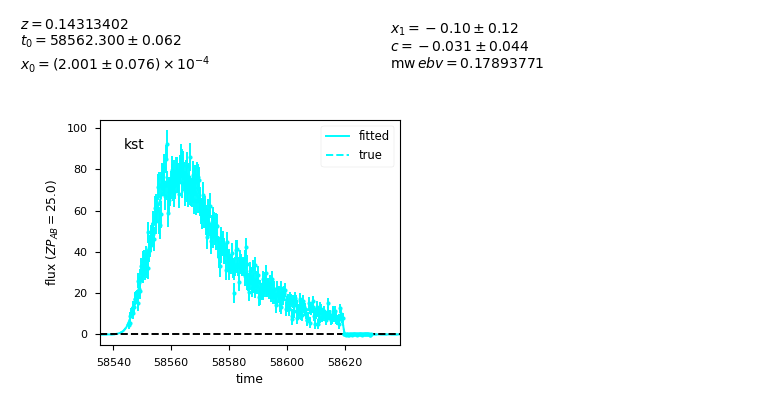 z = 0.14313402
t0 = 58562.300 ± 0.062
x0 = (2.001 ± 0.076) × 10^−4
x1 = −0.10 ± 0.12
c = −0.031 ± 0.044
mw ebv = 0.17893771
kst
fitted
true
100
80
60
40
20
0
flux (ZP_AB = 25.0)
58540 58560 58580 58600 58620
time